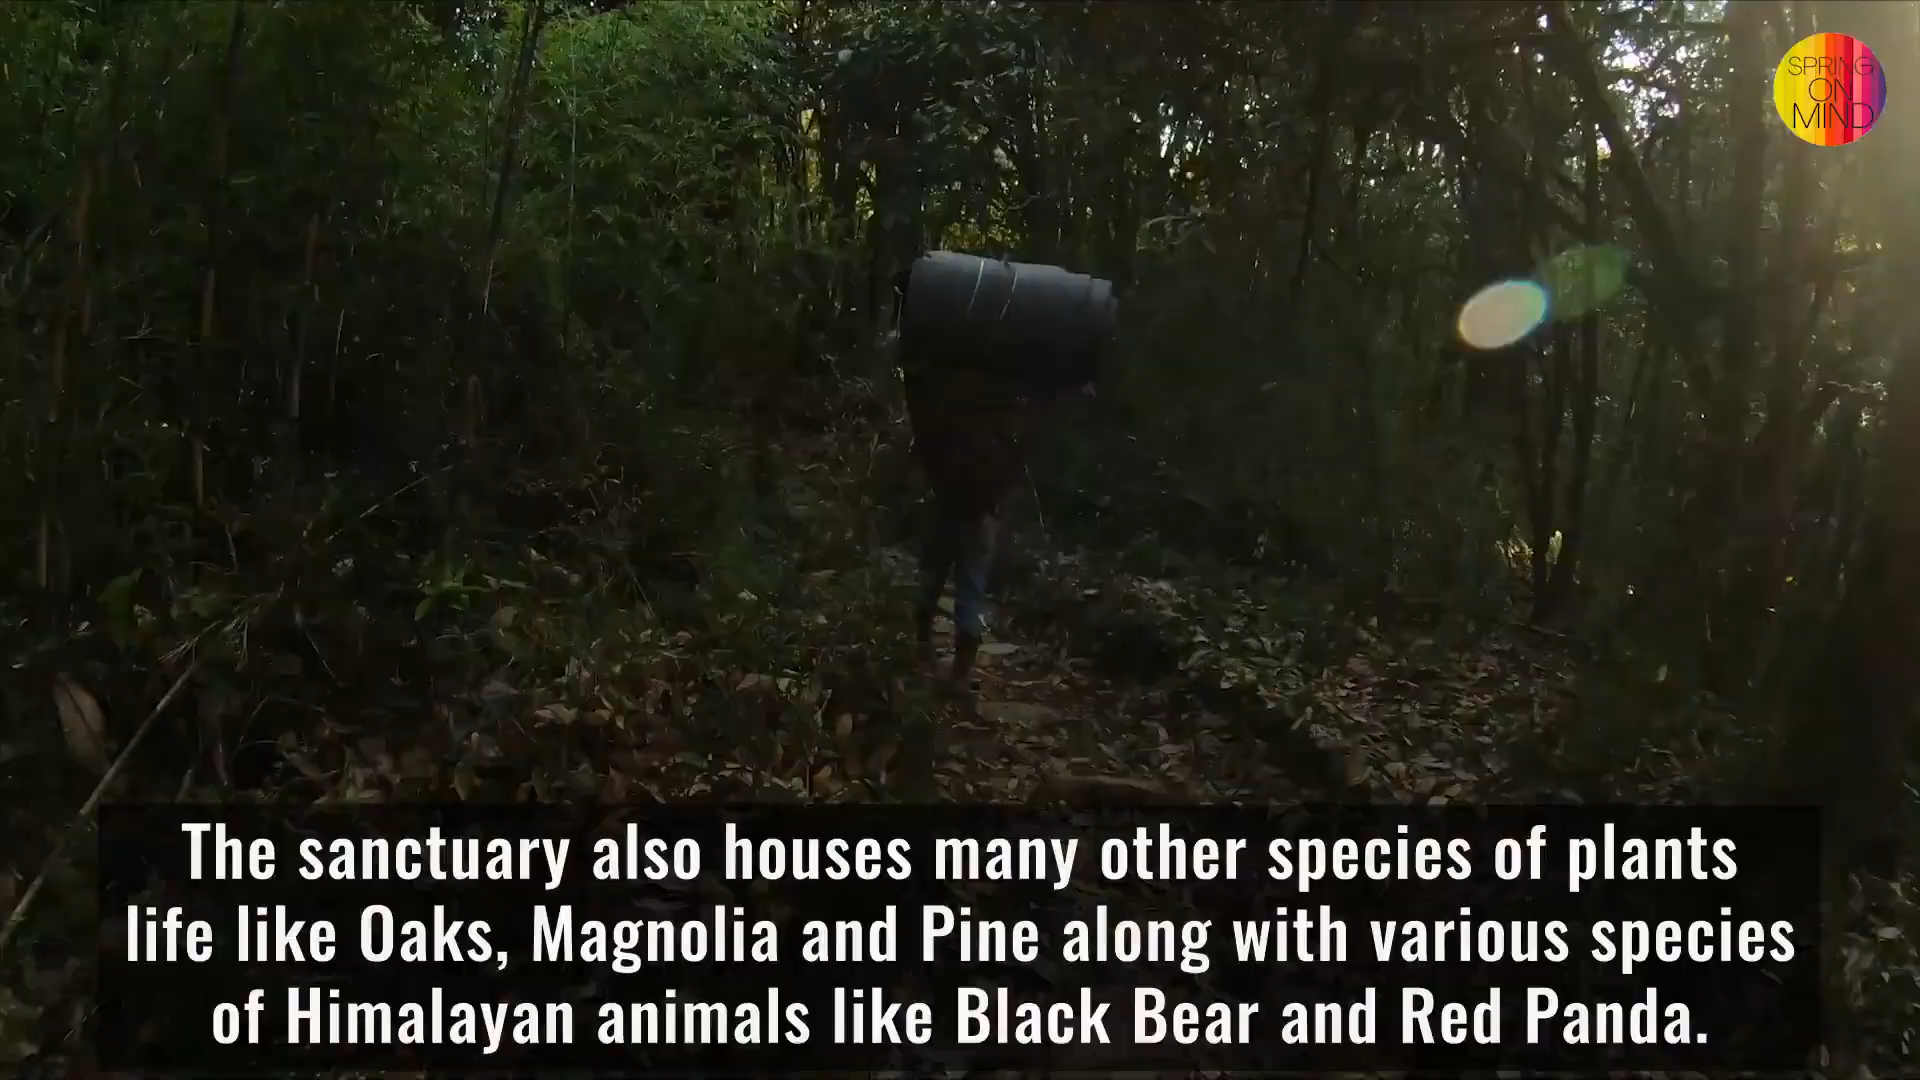 SPRING
ON
MIND
The sanctuary also houses many other species of plants
life like Oaks, Magnolia and Pine along with various species
of Himalayan animals like Black Bear and Red Panda.